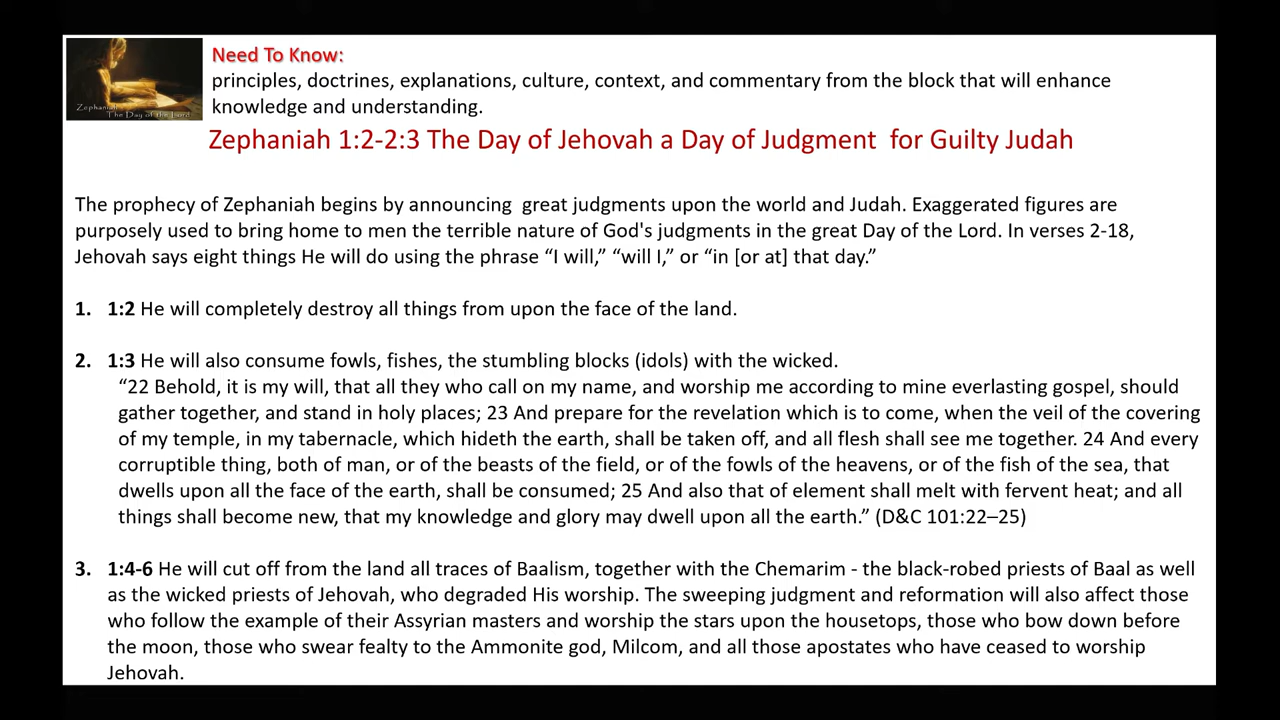 Need To Know:
principles, doctrines, explanations, culture, context, and commentary from the block that will enhance
knowledge and understanding.
Zephaniah
The Day of the Lord
Zephaniah 1:2-2:3 The Day of Jehovah a Day of Judgment  for Guilty Judah
The prophecy of Zephaniah begins by announcing  great judgments upon the world and Judah. Exaggerated figures are
purposely used to bring home to men the terrible nature of God's judgments in the great Day of the Lord. In verses 2-18,
Jehovah says eight things He will do using the phrase “I will,” “will I,” or “in [or at] that day.”
1. 1:2 He will completely destroy all things from upon the face of the land.
2. 1:3 He will also consume fowls, fishes, the stumbling blocks (idols) with the wicked.
“22 Behold, it is my will, that all they who call on my name, and worship me according to mine everlasting gospel, should
gather together, and stand in holy places; 23 And prepare for the revelation which is to come, when the veil of the covering
of my temple, in my tabernacle, which hideth the earth, shall be taken off, and all flesh shall see me together. 24 And every
corruptible thing, both of man, or of the beasts of the field, or of the fowls of the heavens, or of the fish of the sea, that
dwells upon all the face of the earth, shall be consumed; 25 And also that of element shall melt with fervent heat; and all
things shall become new, that my knowledge and glory may dwell upon all the earth.” (D&C 101:22–25)
3. 1:4-6 He will cut off from the land all traces of Baalism, together with the Chemarim - the black-robed priests of Baal as well
as the wicked priests of Jehovah, who degraded His worship. The sweeping judgment and reformation will also affect those
who follow the example of their Assyrian masters and worship the stars upon the housetops, those who bow down before
the moon, those who swear fealty to the Ammonite god, Milcom, and all those apostates who have ceased to worship
Jehovah.